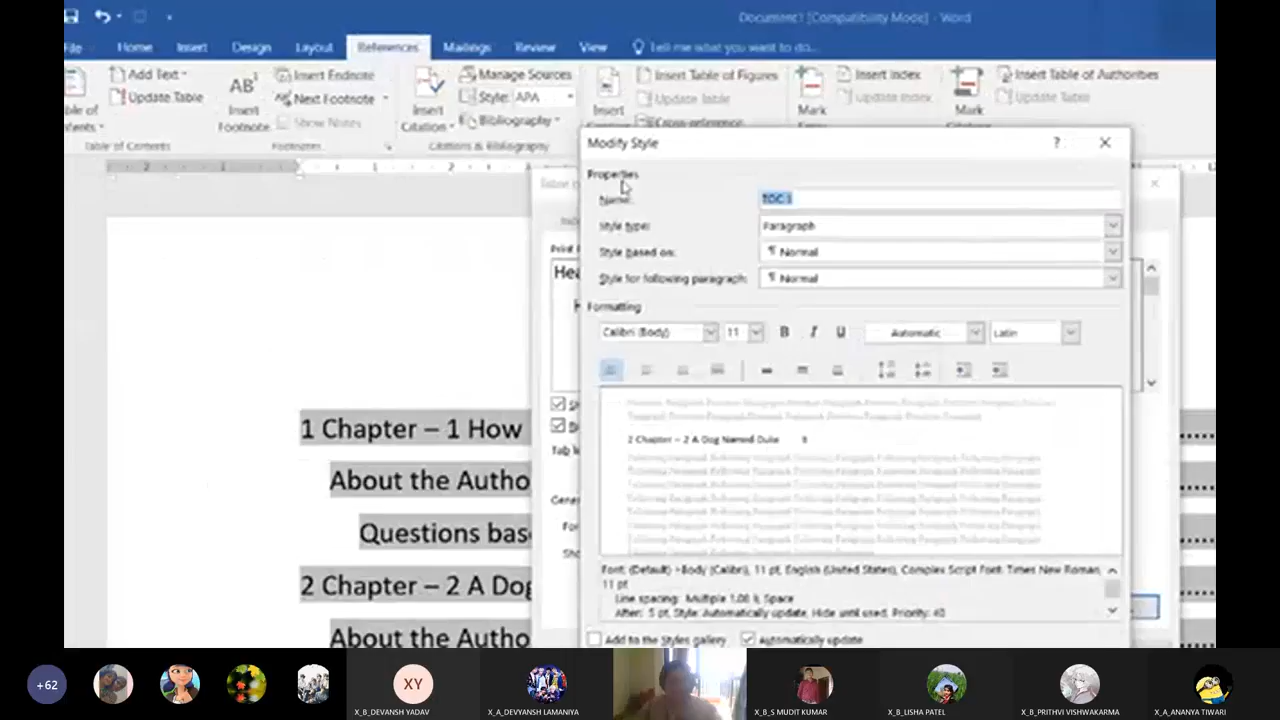 Document1 [Compatibility Mode] - Word
File Home Insert Design Layout References Mailings Review View Tell me what you want to do...
Add Text Insert Endnote Manage Sources Insert Table of Figures Insert Index Insert Table of Authorities
Update Table AB¹ Next Footnote Style: APA Update Table Update Index Update Table
Insert Footnote Show Notes Insert Citation Bibliography Insert Cross-reference Mark Mark
Table of Contents Footnotes Citations & Bibliography
Modify Style
Properties
Name: TOC 1
Style type: Paragraph
Style based on: ¶ Normal
Style for following paragraph: ¶ Normal
Formatting
Calibri (Body) 11 B I U Automatic Latin
2 Chapter – 2 A Dog Named Duke 8
Font: (Default) +Body (Calibri), 11 pt, English (United States), Complex Script Font: Times New Roman,
11 pt
Line spacing: Multiple 1.08 li, Space
After: 5 pt, Style: Automatically update, Hide until used, Priority: 40
Add to the Styles gallery Automatically update
1 Chapter – 1 How
About the Autho
Questions bas
2 Chapter – 2 A Dog
About the Autho
+62 XY
X_B_DEVANSH YADAV X_A_DEVYANSH LAMANIYA X_B_S MUDIT KUMAR X_B_LISHA PATEL X_B_PRITHVI VISHWAKARMA X_A_ANANYA TIWARI